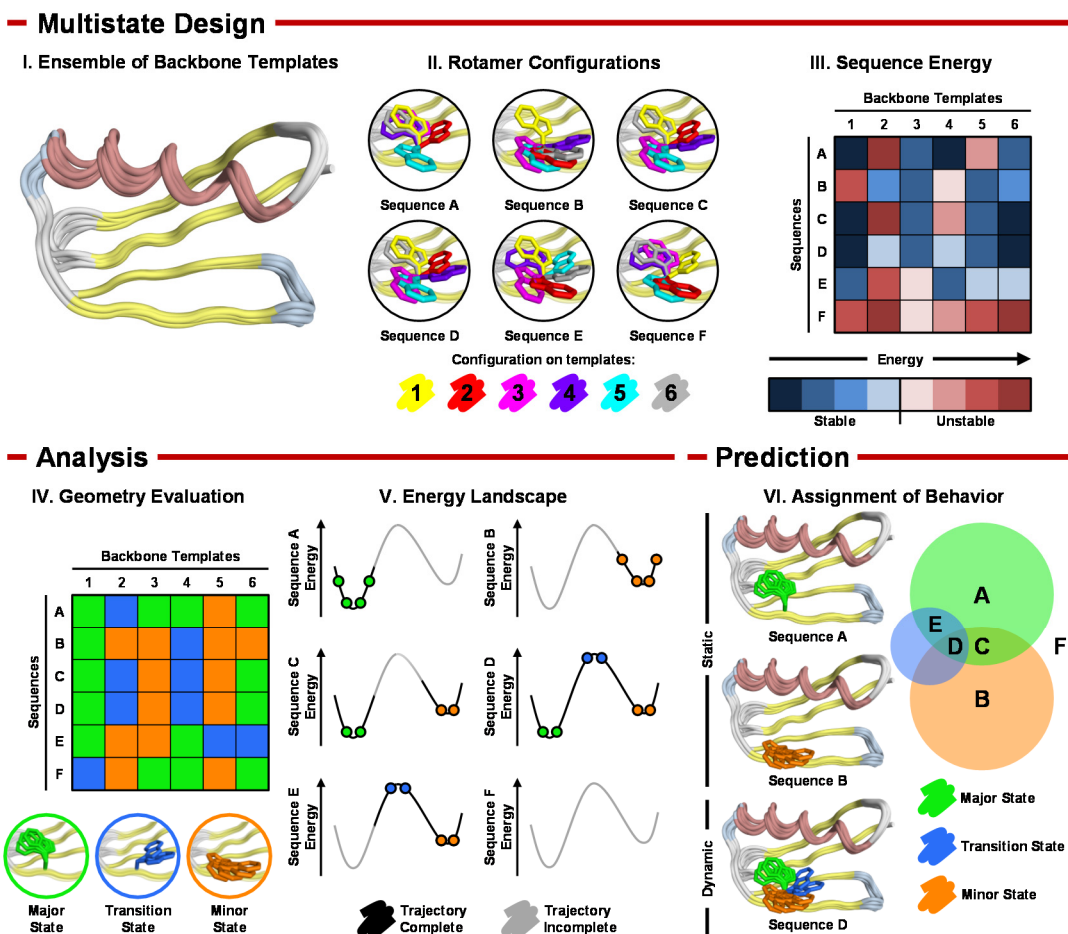 Multistate Design
I. Ensemble of Backbone Templates
II. Rotamer Configurations
Sequence A
Sequence B
Sequence C
Sequence D
Sequence E
Sequence F
Configuration on templates:
1 2 3 4 5 6
III. Sequence Energy
Backbone Templates
1 2 3 4 5 6
Sequences
A
B
C
D
E
F
Energy
Stable
Unstable
Analysis
IV. Geometry Evaluation
Backbone Templates
1 2 3 4 5 6
Sequences
A
B
C
D
E
F
Major
State
Transition
State
Minor
State
V. Energy Landscape
Sequence A
Energy
Sequence B
Energy
Sequence C
Energy
Sequence D
Energy
Sequence E
Energy
Sequence F
Energy
Trajectory
Complete
Trajectory
Incomplete
Prediction
VI. Assignment of Behavior
Static
Sequence A
Sequence B
Dynamic
Sequence D
A
E
D
C
F
B
Major State
Transition State
Minor State